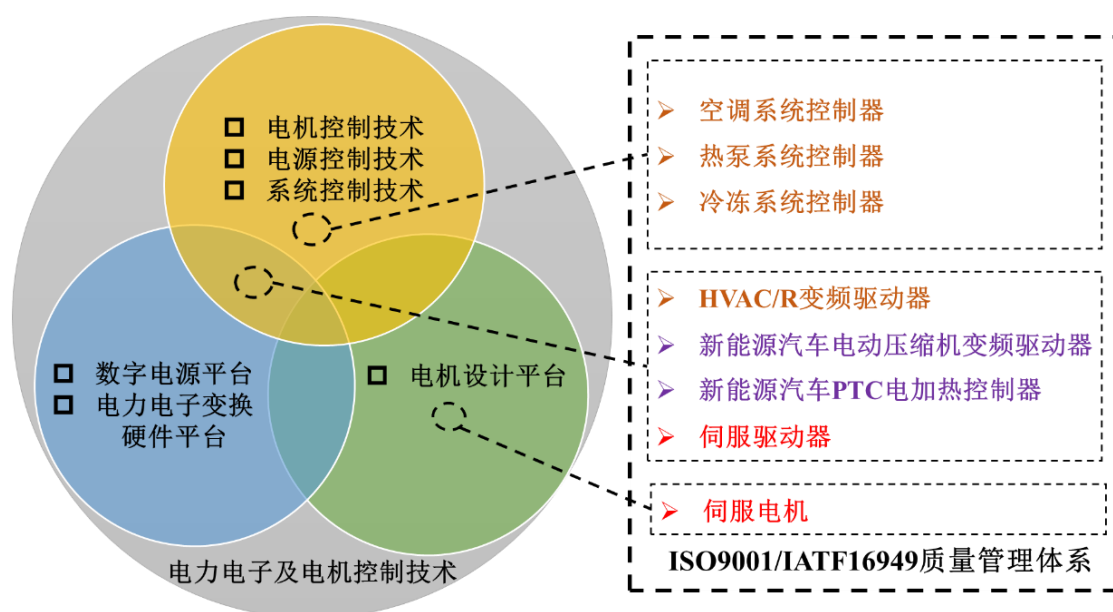 电机控制技术
电源控制技术
系统控制技术
数字电源平台
电力电子变换
硬件平台
电机设计平台
电力电子及电机控制技术
空调系统控制器
热泵系统控制器
冷冻系统控制器
HVAC/R变频驱动器
新能源汽车电动压缩机变频驱动器
新能源汽车PTC电加热控制器
伺服驱动器
伺服电机
ISO9001/IATF16949质量管理体系